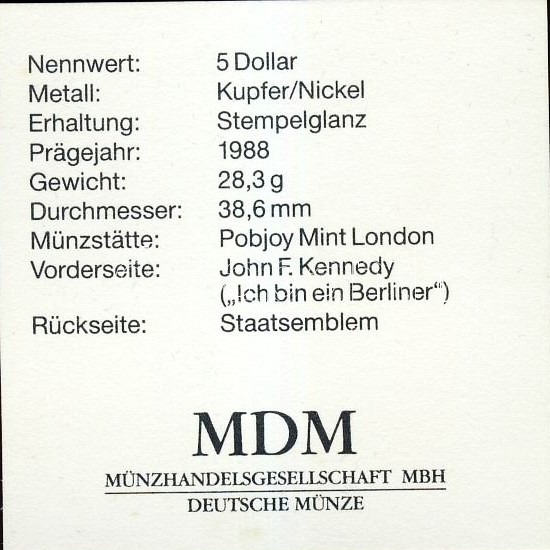 Nennwert: 5 Dollar
Metall: Kupfer/Nickel
Erhaltung: Stempelglanz
Prägejahr: 1988
Gewicht: 28,3 g
Durchmesser: 38,6 mm
Münzstätte: Pobjoy Mint London
Vorderseite: John F. Kennedy
(„Ich bin ein Berliner“)
Rückseite: Staatsemblem
MDM
MÜNZHANDELSGESELLSCHAFT MBH
DEUTSCHE MÜNZE